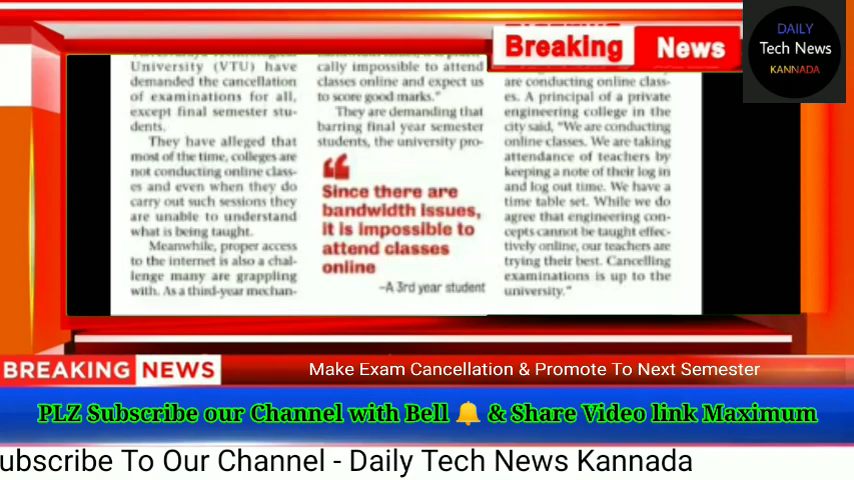 University (VTU) have
demanded the cancellation
of examinations for all,
except final semester stu-
dents.
They have alleged that
most of the time, colleges are
not conducting online class-
es and even when they do
carry out such sessions they
are unable to understand
what is being taught.
Meanwhile, proper access
to the internet is also a chal-
lenge many are grappling
with. As a third-year mechan-
cally impossible to attend
classes online and expect us
to score good marks."
They are demanding that
barring final year semester
students, the university pro-
Since there are
bandwidth issues,
it is impossible to
attend classes
online
–A 3rd year student
are conducting online class-
es. A principal of a private
engineering college in the
city said, "We are conducting
online classes. We are taking
attendance of teachers by
keeping a note of their log in
and log out time. We have a
time table set. While we do
agree that engineering con-
cepts cannot be taught effec-
tively online, our teachers are
trying their best. Cancelling
examinations is up to the
university."
Breaking News
DAILY
Tech News
KANNADA
BREAKING NEWS
Make Exam Cancellation & Promote To Next Semester
PLZ Subscribe our Channel with Bell 🔔 & Share Video link Maximum
ubscribe To Our Channel - Daily Tech News Kannada